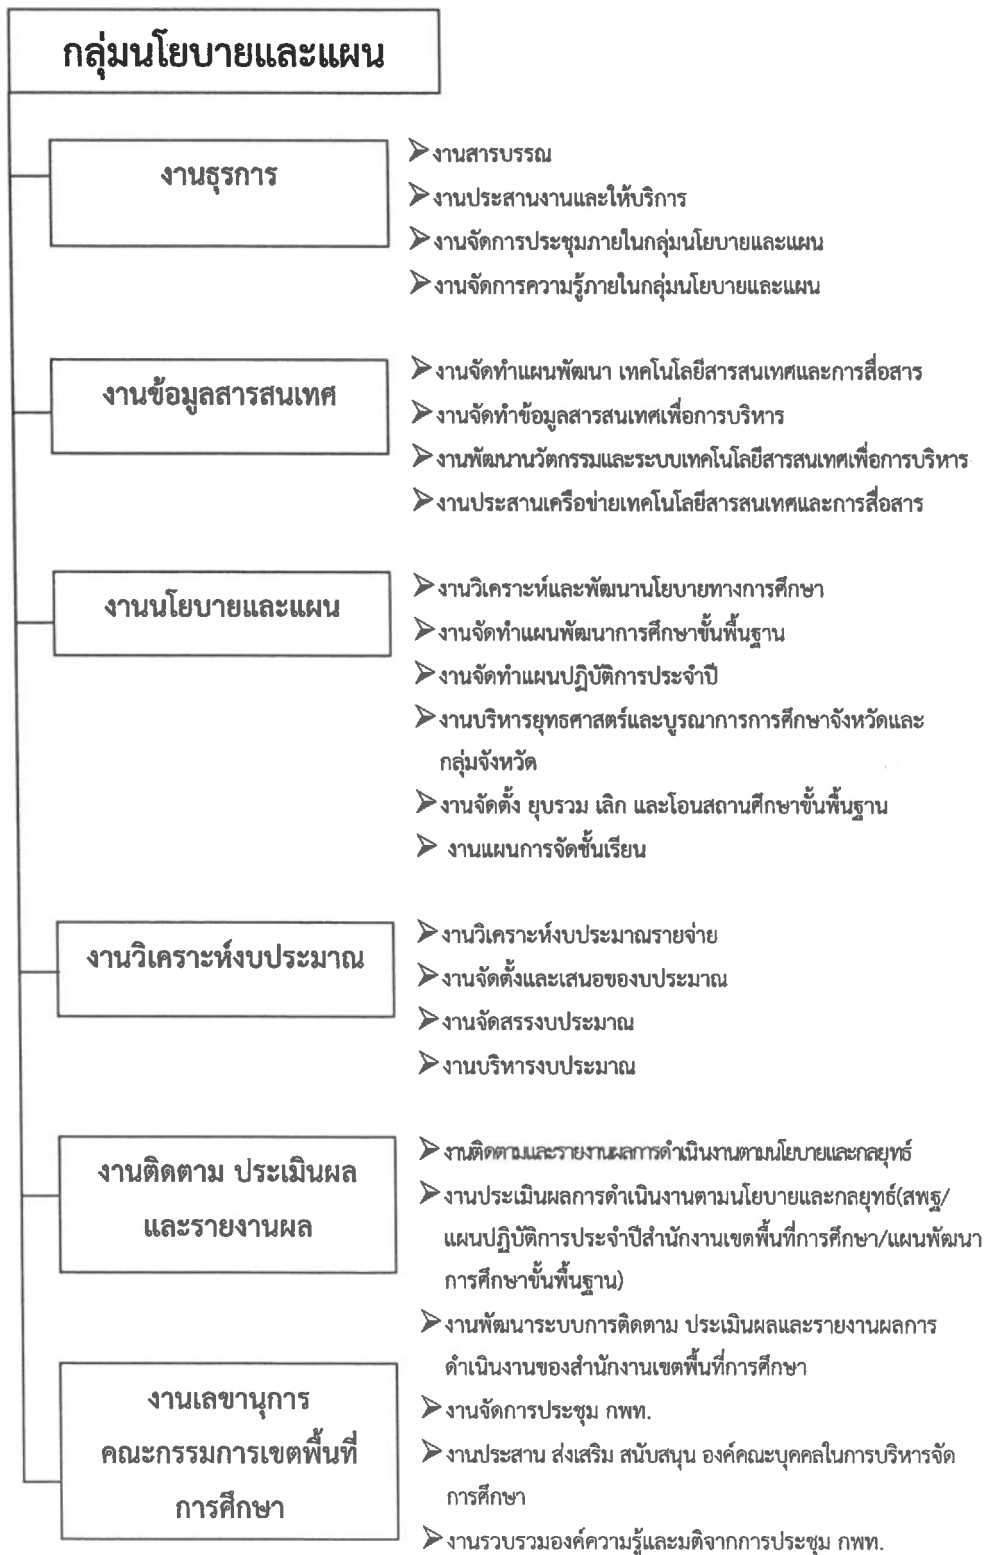 กลุ่มนโยบายและแผน
งานธุรการ
➢งานสารบรรณ
➢งานประสานงานและให้บริการ
➢งานจัดการประชุมภายในกลุ่มนโยบายและแผน
➢งานจัดการความรู้ภายในกลุ่มนโยบายและแผน
งานข้อมูลสารสนเทศ
➢งานจัดทำแผนพัฒนา เทคโนโลยีสารสนเทศและการสื่อสาร
➢งานจัดทำข้อมูลสารสนเทศเพื่อการบริหาร
➢งานพัฒนานวัตกรรมและระบบเทคโนโลยีสารสนเทศเพื่อการบริหาร
➢งานประสานเครือข่ายเทคโนโลยีสารสนเทศและการสื่อสาร
งานนโยบายและแผน
➢งานวิเคราะห์และพัฒนานโยบายทางการศึกษา
➢งานจัดทำแผนพัฒนาการศึกษาขั้นพื้นฐาน
➢งานจัดทำแผนปฏิบัติการประจำปี
➢งานบริหารยุทธศาสตร์และบูรณาการการศึกษาจังหวัดและ
กลุ่มจังหวัด
➢งานจัดตั้ง ยุบรวม เลิก และโอนสถานศึกษาขั้นพื้นฐาน
➢ งานแผนการจัดชั้นเรียน
งานวิเคราะห์งบประมาณ
➢งานวิเคราะห์งบประมาณรายจ่าย
➢งานจัดตั้งและเสนอของบประมาณ
➢งานจัดสรรงบประมาณ
➢งานบริหารงบประมาณ
งานติดตาม ประเมินผล
และรายงานผล
➢งานติดตามและรายงานผลการดำเนินงานตามนโยบายและกลยุทธ์
➢งานประเมินผลการดำเนินงานตามนโยบายและกลยุทธ์(สพฐ/
แผนปฏิบัติการประจำปีสำนักงานเขตพื้นที่การศึกษา/แผนพัฒนา
การศึกษาขั้นพื้นฐาน)
➢งานพัฒนาระบบการติดตาม ประเมินผลและรายงานผลการ
ดำเนินงานของสำนักงานเขตพื้นที่การศึกษา
งานเลขานุการ
คณะกรรมการเขตพื้นที่
การศึกษา
➢งานจัดการประชุม กพท.
➢งานประสาน ส่งเสริม สนับสนุน องค์คณะบุคคลในการบริหารจัด
การศึกษา
➢งานรวบรวมองค์ความรู้และมติจากการประชุม กพท.